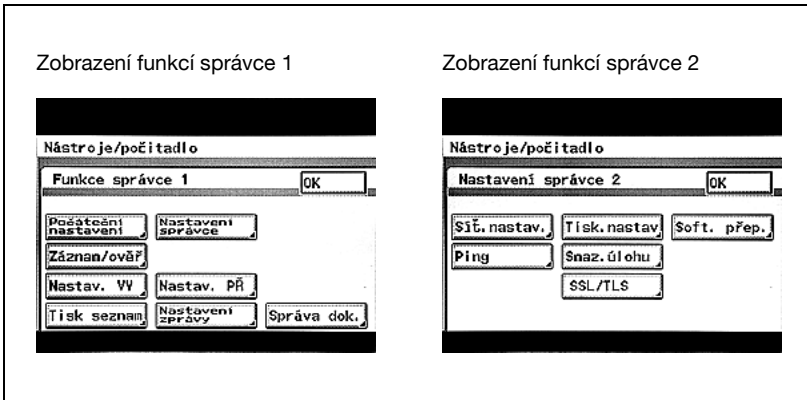 Zobrazení funkcí správce 1
Nástroje/počitadlo
Funkce správce 1
OK
Počáteční
nastavení
Nastavení
správce
Záznam/ověř
Nastav. VY
Nastav. PŘ
Tisk seznam
Nastavení
zprávy
Správa dok.
Zobrazení funkcí správce 2
Nástroje/počitadlo
Nastavení správce 2
OK
Síť.nastav.
Tisk.nastav
Soft. přep.
Ping
Smaz.úlohu
SSL/TLS